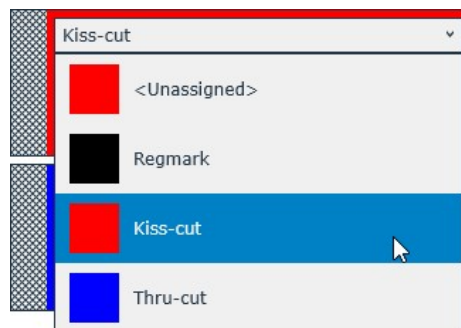 Kiss-cut
<Unassigned>
Regmark
Kiss-cut
Thru-cut